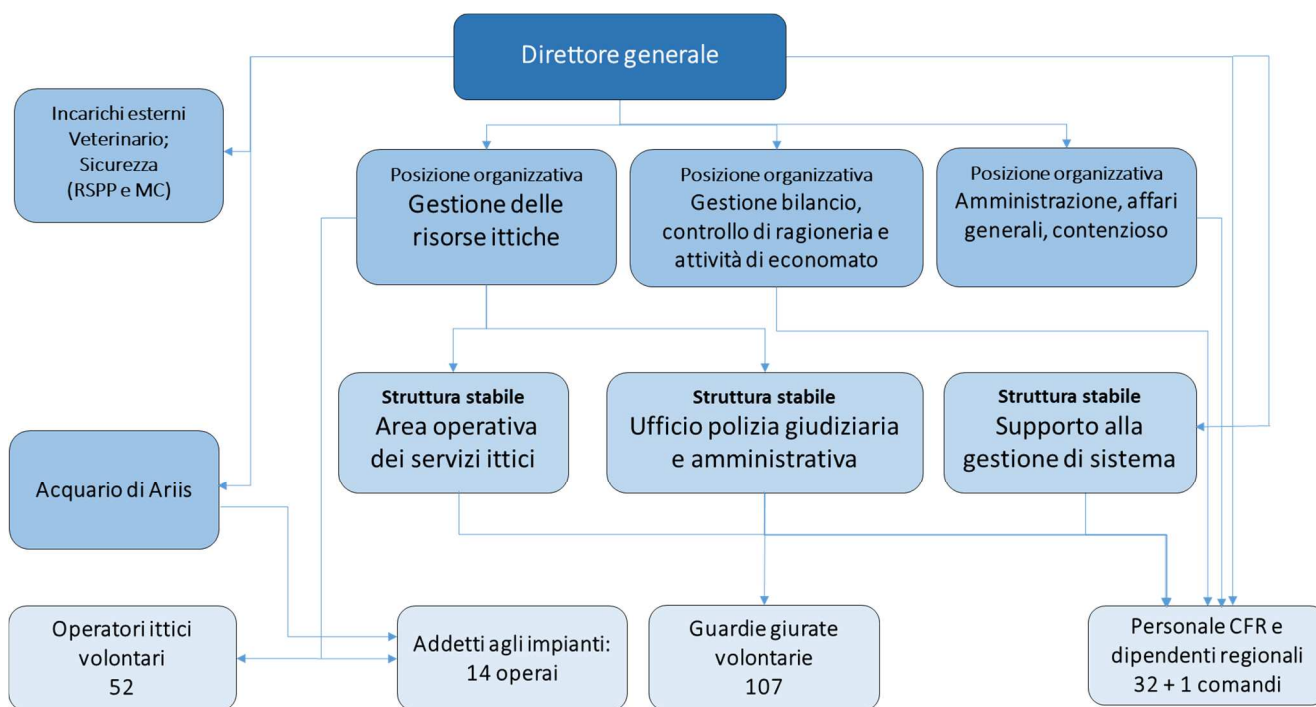 Direttore generale
Incarichi esterni
Veterinario;
Sicurezza
(RSPP e MC)
Posizione organizzativa
Gestione delle
risorse ittiche
Posizione organizzativa
Gestione bilancio,
controllo di ragioneria e
attività di economato
Posizione organizzativa
Amministrazione, affari
generali, contenzioso
Struttura stabile
Area operativa
dei servizi ittici
Struttura stabile
Ufficio polizia giudiziaria
e amministrativa
Struttura stabile
Supporto alla
gestione di sistema
Acquario di Ariis
Operatori ittici
volontari
52
Addetti agli impianti:
14 operai
Guardie giurate
volontarie
107
Personale CFR e
dipendenti regionali
32 + 1 comandi